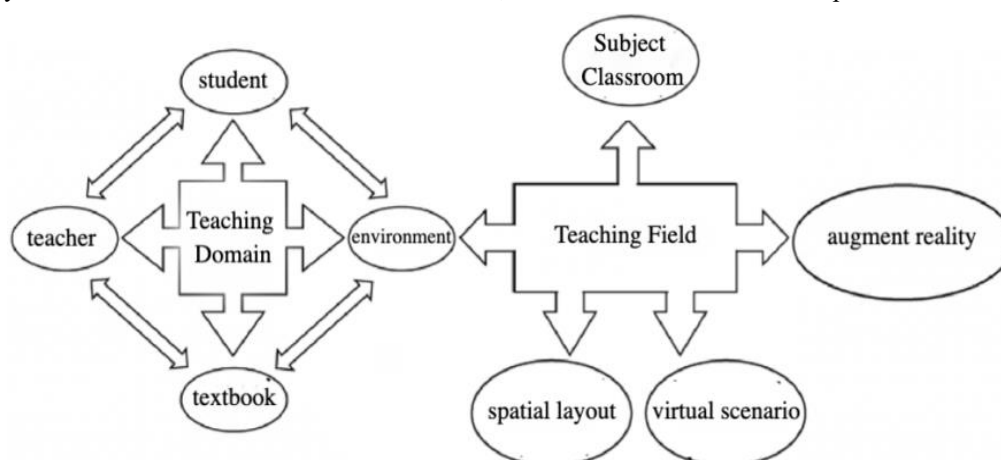 Subject
Classroom
student
Teaching
Domain
teacher
environment
Teaching Field
augment reality
textbook
spatial layout
virtual scenario